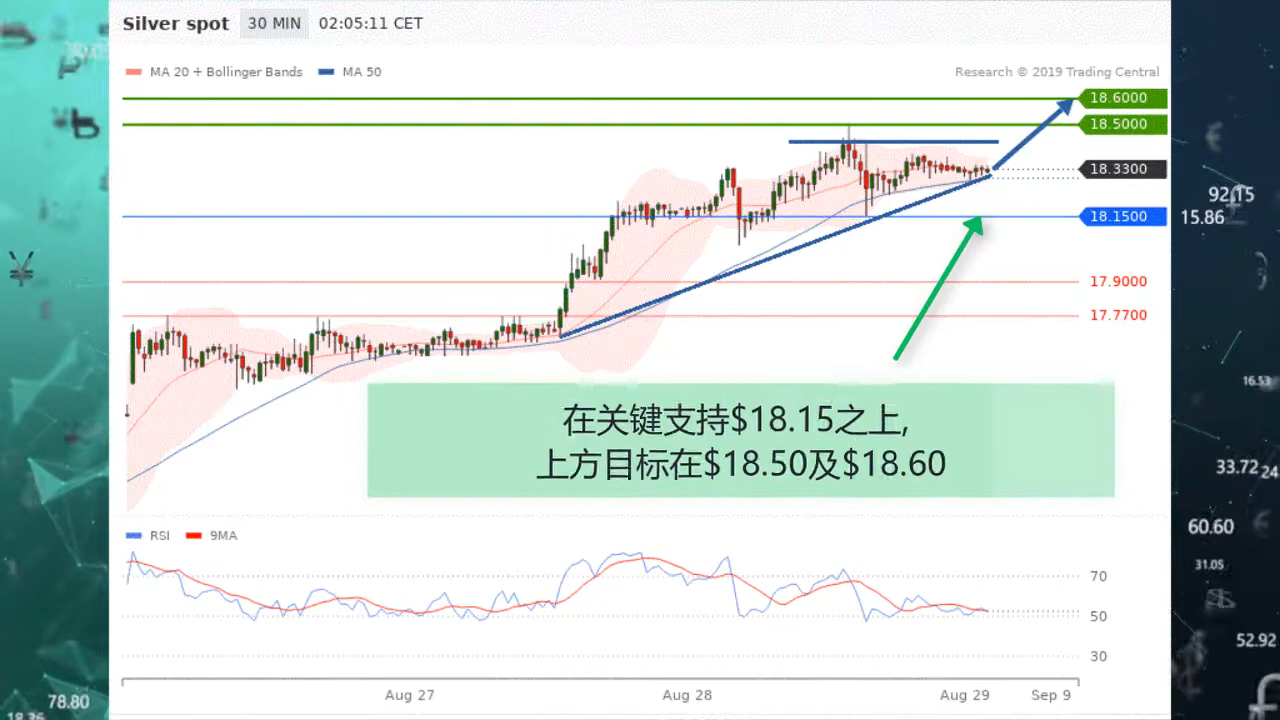 Silver spot 30 MIN 02:05:11 CET
MA 20 + Bollinger Bands MA 50
Research © 2019 Trading Central
18.6000
18.5000
18.3300
18.1500
17.9000
17.7700
在关键支持$18.15之上,
上方目标在$18.50及$18.60
RSI 9MA
70
50
30
Aug 27 Aug 28 Aug 29 Sep 9
92.15
15.86
16.53
33.72
24
60.60
31.05
52.92
78.80
18.36